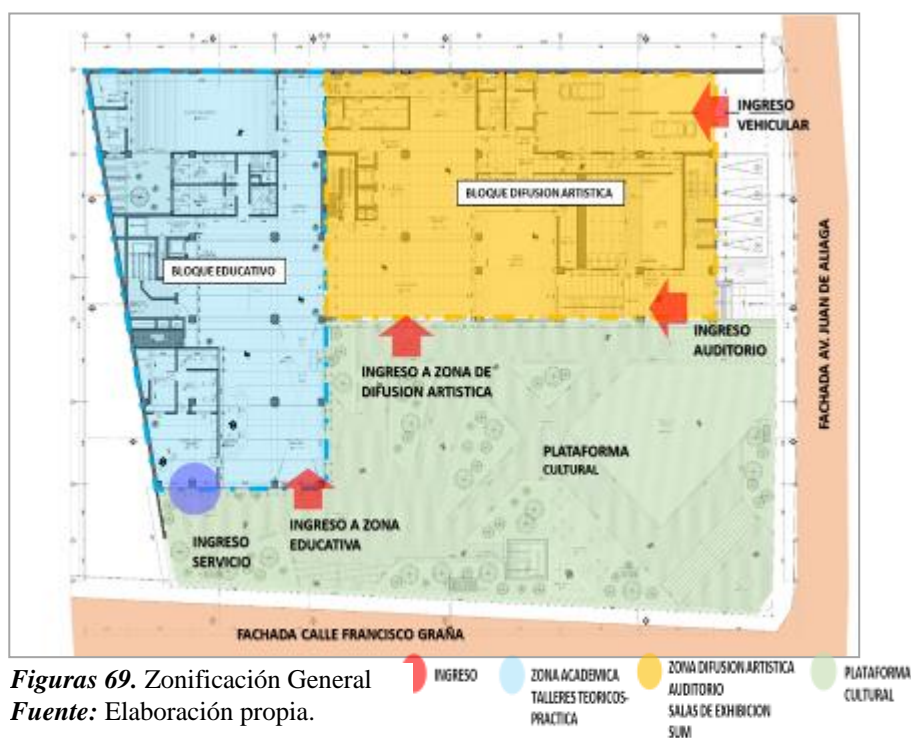 INGRESO
VEHICULAR
BLOQUE DIFUSION ARTISTICA
BLOQUE EDUCATIVO
INGRESO
AUDITORIO
INGRESO A ZONA DE
DIFUSION ARTISTICA
FACHADA AV. JUAN DE ALIAGA
PLATAFORMA
CULTURAL
INGRESO A ZONA
EDUCATIVA
INGRESO
SERVICIO
FACHADA CALLE FRANCISCO GRAÑA
Figuras 69. Zonificación General
Fuente: Elaboración propia.
INGRESO
ZONA ACADEMICA
TALLERES TEORICOS-
PRACTICA
ZONA DIFUSION ARTISTICA
AUDITORIO
SALAS DE EXHIBICION
SUM
PLATAFORMA
CULTURAL